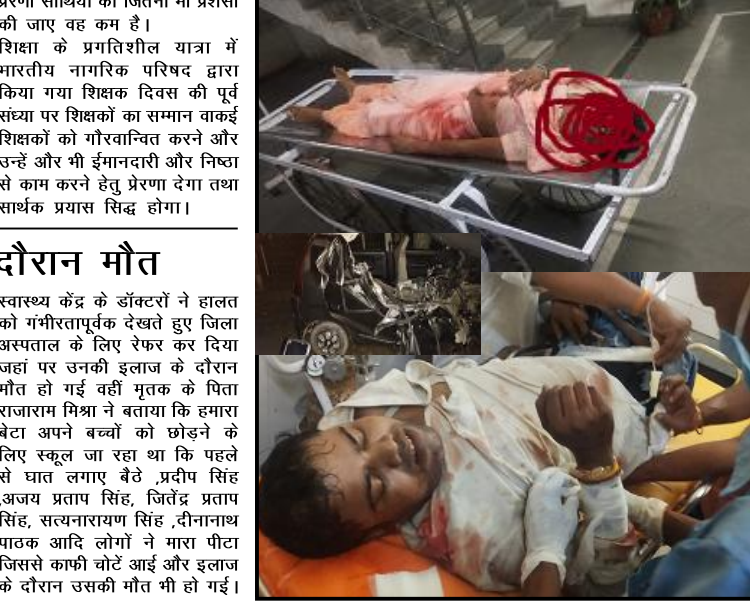 प्रेरणा साथियों की जितनी भी प्रशंसा
की जाए वह कम है।
शिक्षा के प्रगतिशील यात्रा में
भारतीय नागरिक परिषद द्वारा
किया गया शिक्षक दिवस की पूर्व
संध्या पर शिक्षकों का सम्मान वाकई
शिक्षकों को गौरवान्वित करने और
उन्हें और भी ईमानदारी और निष्ठा
से काम करने हेतु प्रेरणा देगा तथा
सार्थक प्रयास सिद्ध होगा।
दौरान मौत
स्वास्थ्य केंद्र के डॉक्टरों ने हालत
को गंभीरतापूर्वक देखते हुए जिला
अस्पताल के लिए रेफर कर दिया
जहां पर उनकी इलाज के दौरान
मौत हो गई वहीं मृतक के पिता
राजाराम मिश्रा ने बताया कि हमारा
बेटा अपने बच्चों को छोड़ने के
लिए स्कूल जा रहा था कि पहले
से घात लगाए बैठे ,प्रदीप सिंह
,अजय प्रताप सिंह, जितेंद्र प्रताप
सिंह, सत्यनारायण सिंह ,दीनानाथ
पाठक आदि लोगों ने मारा पीटा
जिससे काफी चोटें आई और इलाज
के दौरान उसकी मौत भी हो गई।